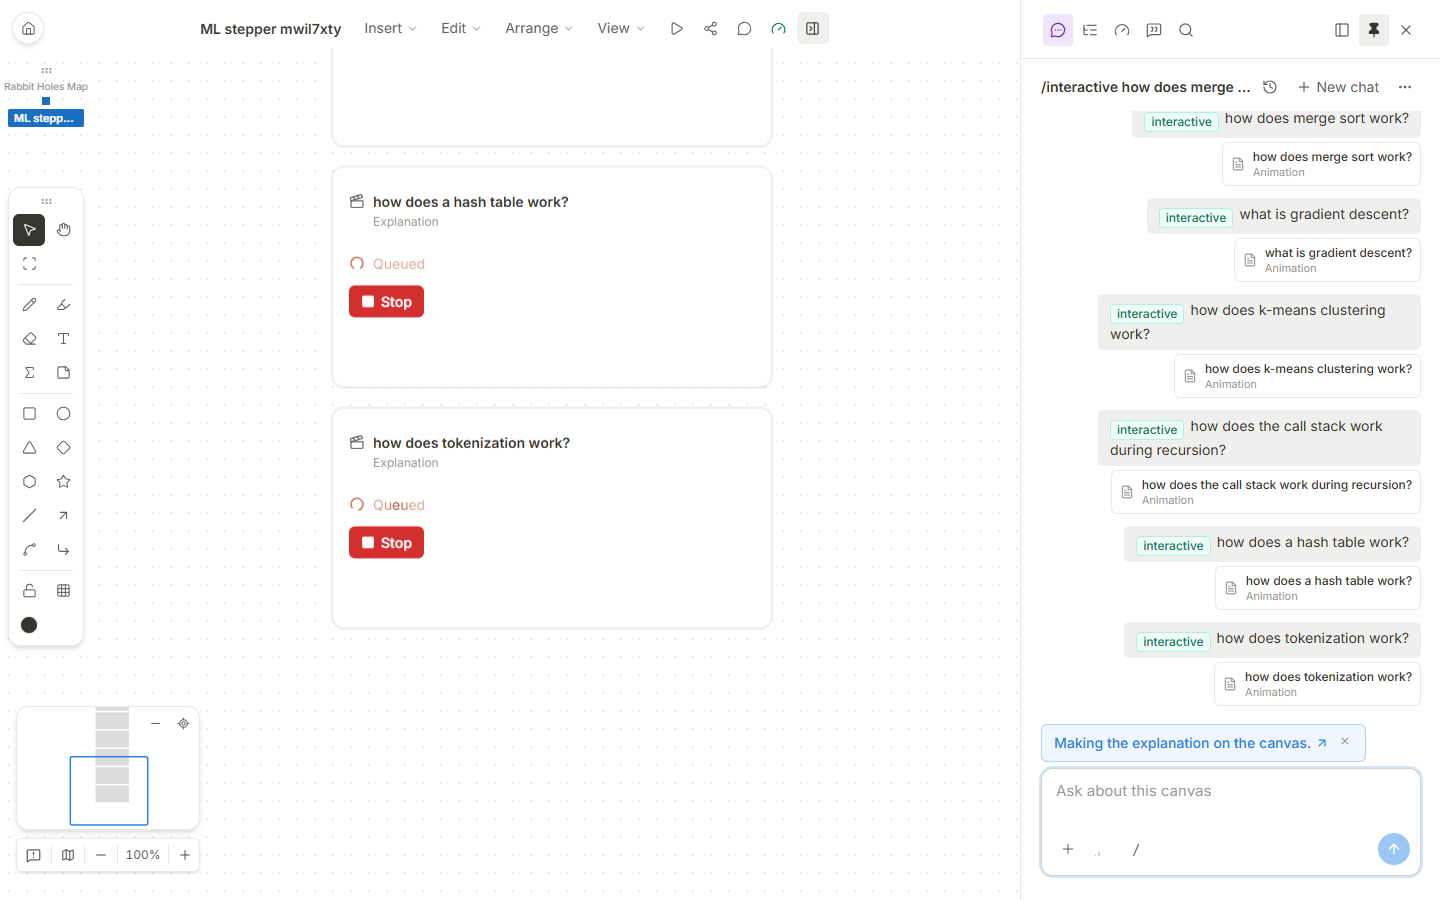 ML stepper mwil7xty
Insert
Edit
Arrange
View
Rabbit Holes Map
ML stepp...
how does a hash table work?
Explanation
Queued
Stop
how does tokenization work?
Explanation
Queued
Stop
100%
/interactive how does merge ...
New chat
interactive how does merge sort work?
how does merge sort work?
Animation
interactive what is gradient descent?
what is gradient descent?
Animation
interactive how does k-means clustering
work?
how does k-means clustering work?
Animation
interactive how does the call stack work
during recursion?
how does the call stack work during recursion?
Animation
interactive how does a hash table work?
how does a hash table work?
Animation
interactive how does tokenization work?
how does tokenization work?
Animation
Making the explanation on the canvas.
Ask about this canvas
/